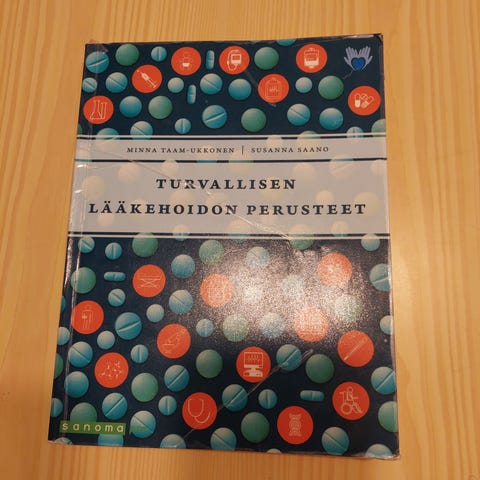 MINNA TAAM-UKKONEN | SUSANNA SAANO
TURVALLISEN
LÄÄKEHOIDON PERUSTEET
sanoma